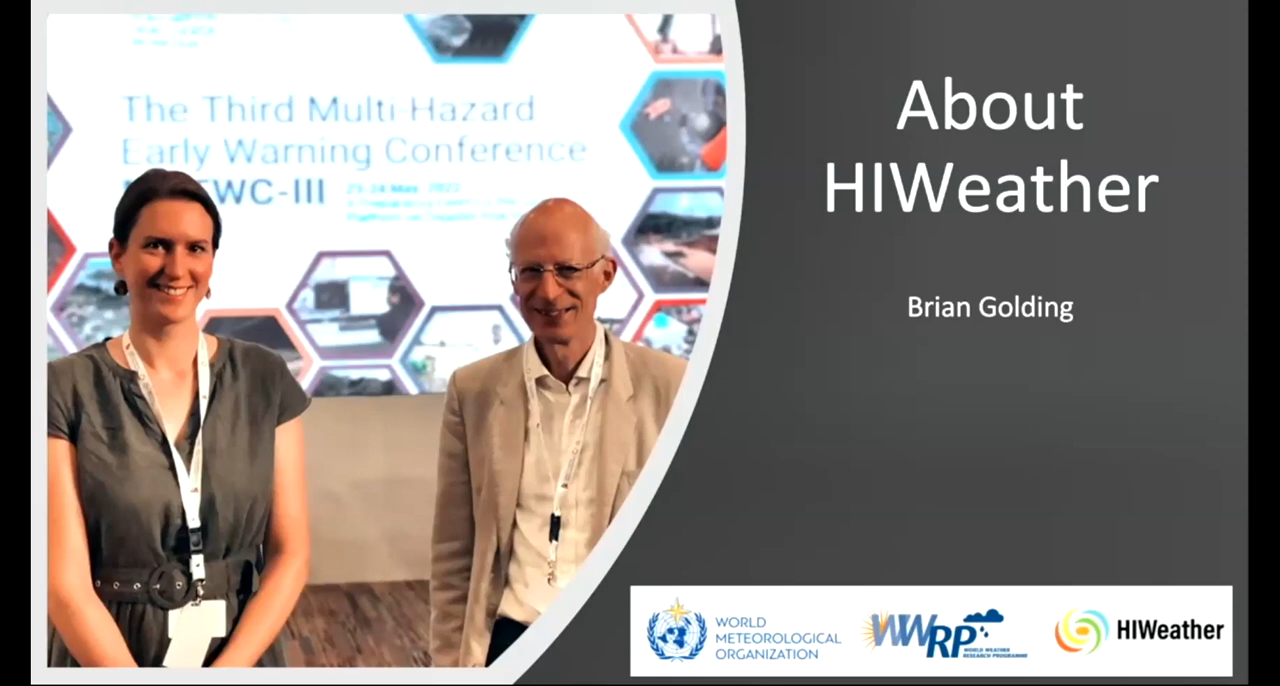 The Third Multi-Hazard
Early Warning Conference
WC-III
About
HIWeather
Brian Golding
WORLD
METEOROLOGICAL
ORGANIZATION
WWRP
WORLD WEATHER
RESEARCH PROGRAMME
HIWeather